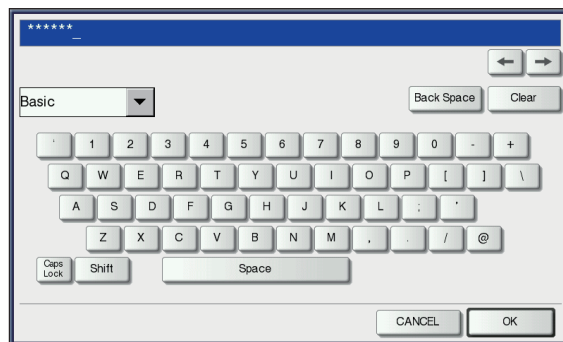 ******_
← →
Basic Back Space Clear
' 1 2 3 4 5 6 7 8 9 0 - +
Q W E R T Y U I O P [ ] \
A S D F G H J K L ; '
Z X C V B N M , . / @
Caps Lock Shift Space
CANCEL OK